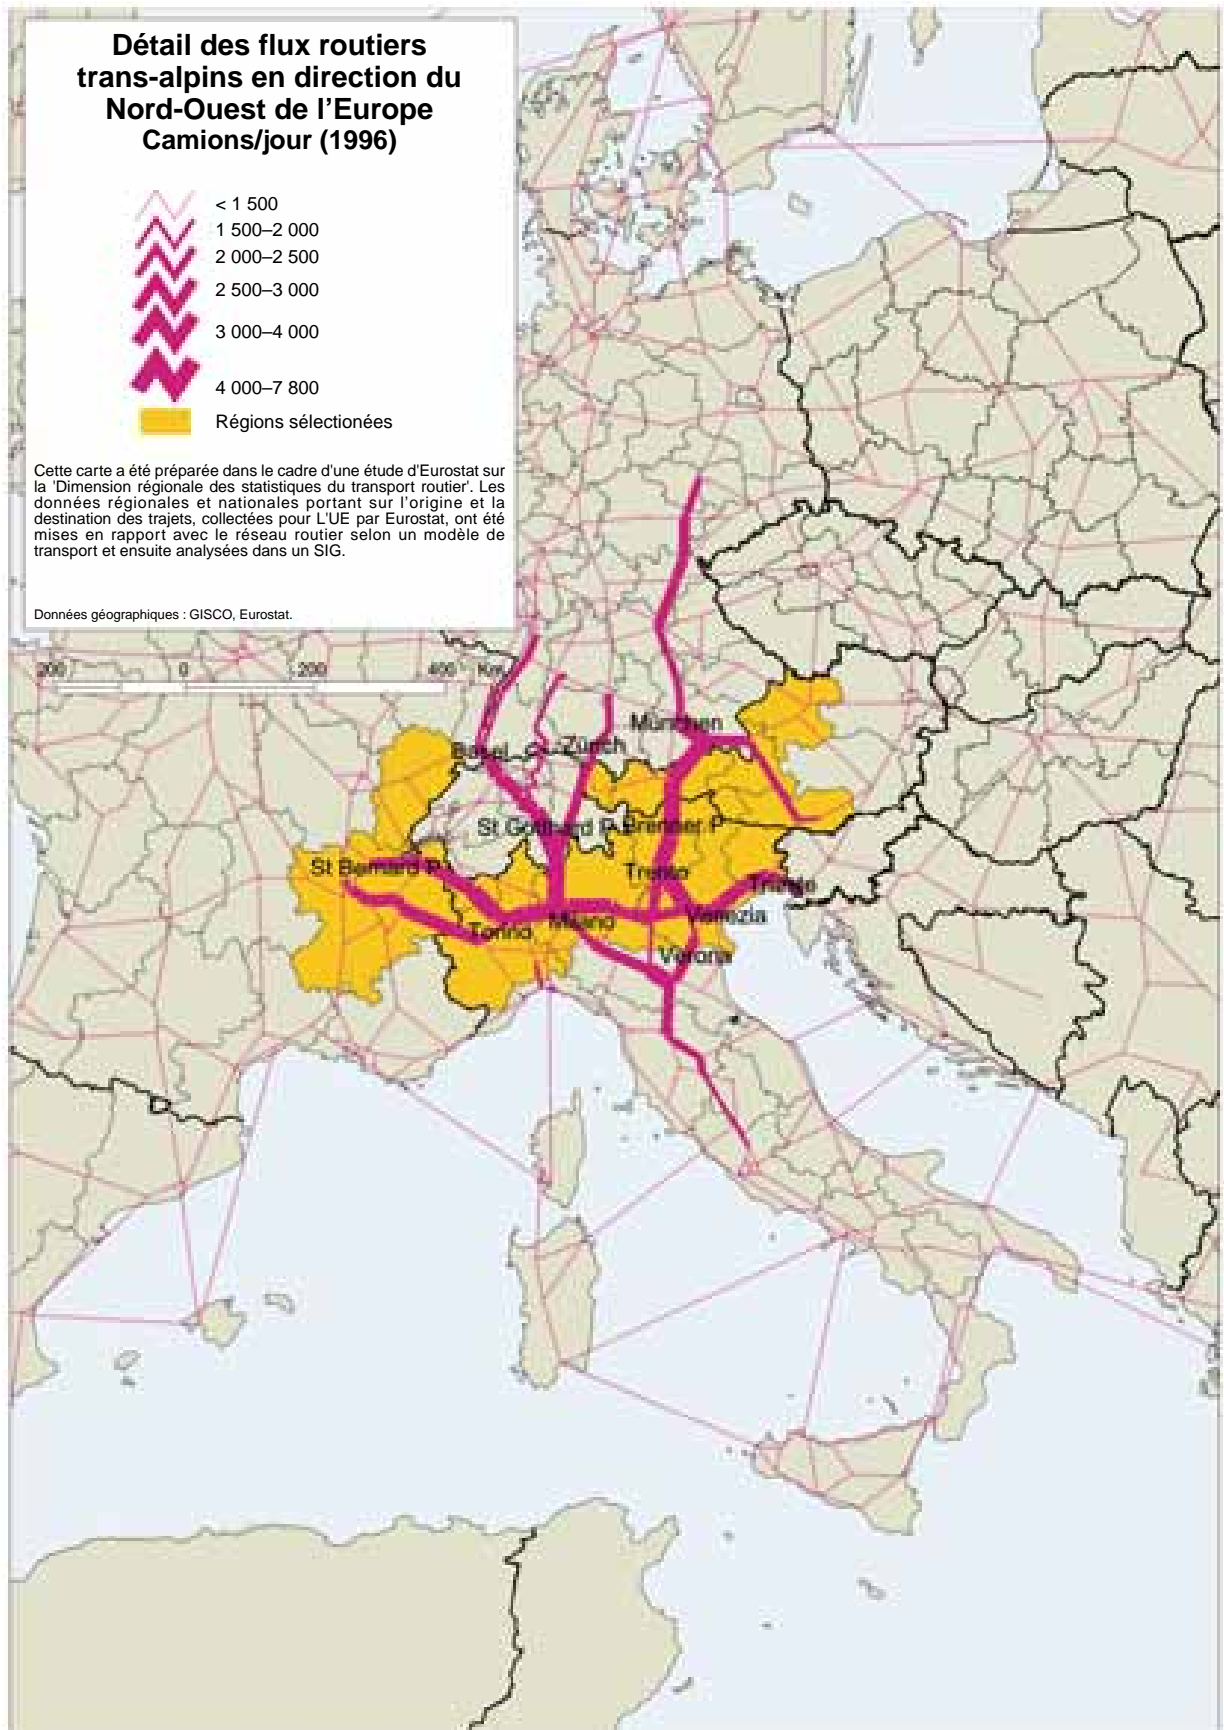 Détail des flux routiers
trans-alpins en direction du
Nord-Ouest de l'Europe
Camions/jour (1996)
< 1 500
1 500–2 000
2 000–2 500
2 500–3 000
3 000–4 000
4 000–7 800
Régions sélectionées
Cette carte a été préparée dans le cadre d'une étude d'Eurostat sur
la 'Dimension régionale des statistiques du transport routier'. Les
données régionales et nationales portant sur l'origine et la
destination des trajets, collectées pour L'UE par Eurostat, ont été
mises en rapport avec le réseau routier selon un modèle de
transport et ensuite analysées dans un SIG.
Données géographiques : GISCO, Eurostat.
200 0 200 400 Km
München
Basel Zürich
St Gotthard P Brenner P
St Bernard P
Trento
Trieste
Venezia
Milano
Torino
Verona